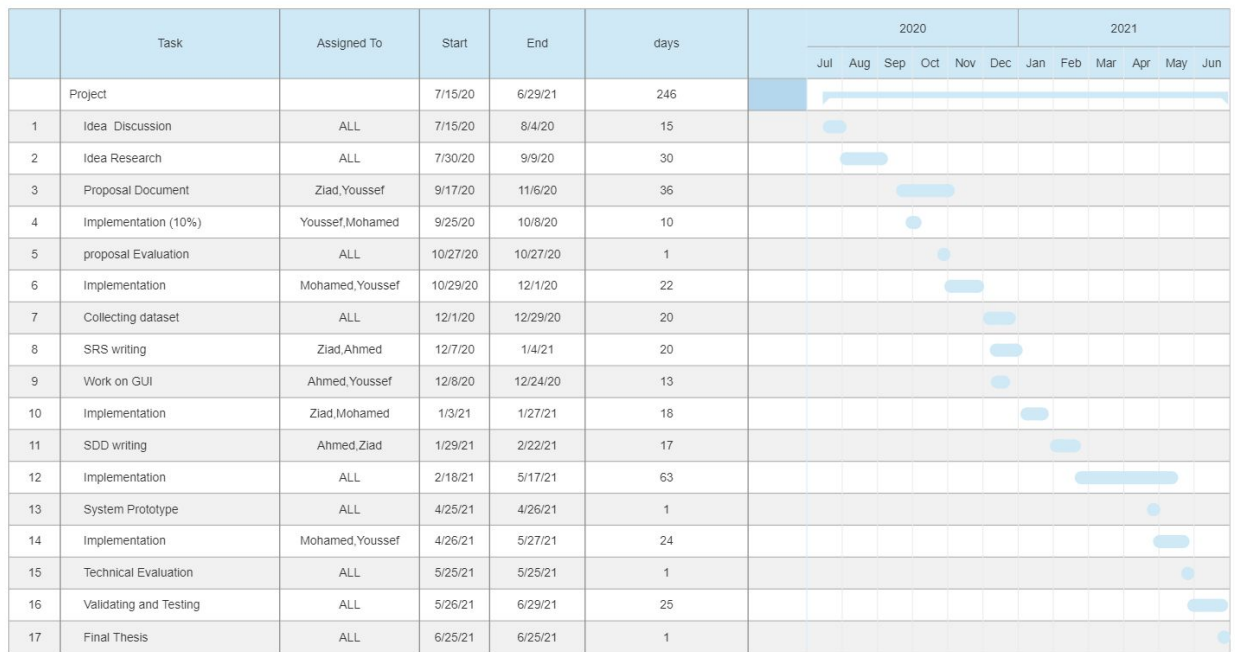 Task Assigned To Start End days 2020 2021
Jul Aug Sep Oct Nov Dec Jan Feb Mar Apr May Jun
Project 7/15/20 6/29/21 246
1 Idea Discussion ALL 7/15/20 8/4/20 15
2 Idea Research ALL 7/30/20 9/9/20 30
3 Proposal Document Ziad,Youssef 9/17/20 11/6/20 36
4 Implementation (10%) Youssef,Mohamed 9/25/20 10/8/20 10
5 proposal Evaluation ALL 10/27/20 10/27/20 1
6 Implementation Mohamed,Youssef 10/29/20 12/1/20 22
7 Collecting dataset ALL 12/1/20 12/29/20 20
8 SRS writing Ziad,Ahmed 12/7/20 1/4/21 20
9 Work on GUI Ahmed,Youssef 12/8/20 12/24/20 13
10 Implementation Ziad,Mohamed 1/3/21 1/27/21 18
11 SDD writing Ahmed,Ziad 1/29/21 2/22/21 17
12 Implementation ALL 2/18/21 5/17/21 63
13 System Prototype ALL 4/25/21 4/26/21 1
14 Implementation Mohamed,Youssef 4/26/21 5/27/21 24
15 Technical Evaluation ALL 5/25/21 5/25/21 1
16 Validating and Testing ALL 5/26/21 6/29/21 25
17 Final Thesis ALL 6/25/21 6/25/21 1